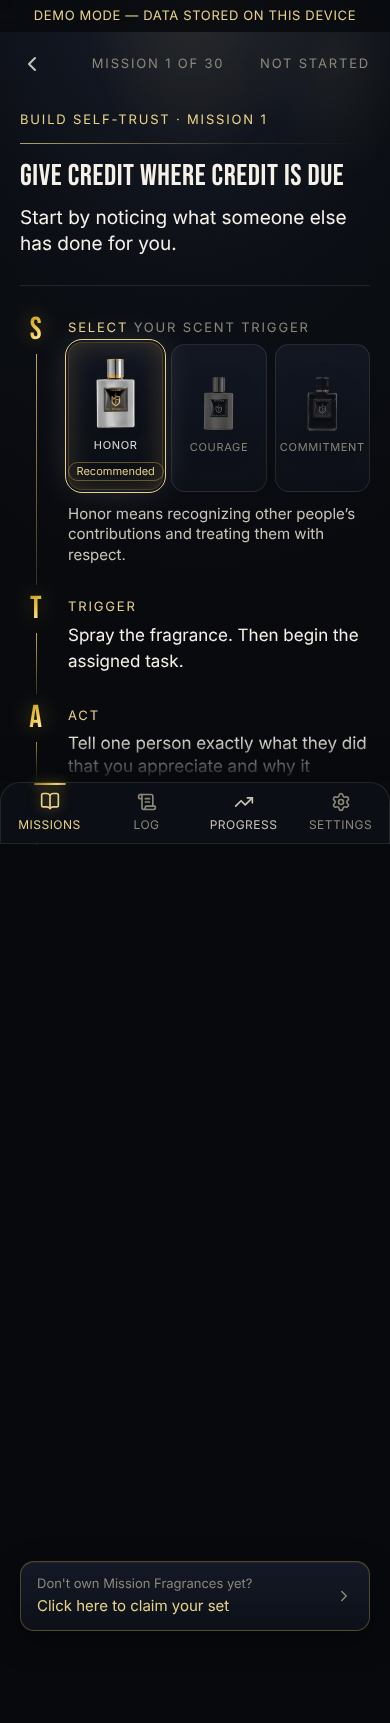 DEMO MODE — DATA STORED ON THIS DEVICE
MISSION 1 OF 30 NOT STARTED
BUILD SELF-TRUST · MISSION 1
GIVE CREDIT WHERE CREDIT IS DUE
Start by noticing what someone else
has done for you.
S
SELECT YOUR SCENT TRIGGER
HONOR
Recommended
COURAGE
COMMITMENT
Honor means recognizing other people's
contributions and treating them with
respect.
T
TRIGGER
Spray the fragrance. Then begin the
assigned task.
A
ACT
Tell one person exactly what they did
that you appreciate and why it
MISSIONS
LOG
PROGRESS
SETTINGS
Don't own Mission Fragrances yet?
Click here to claim your set